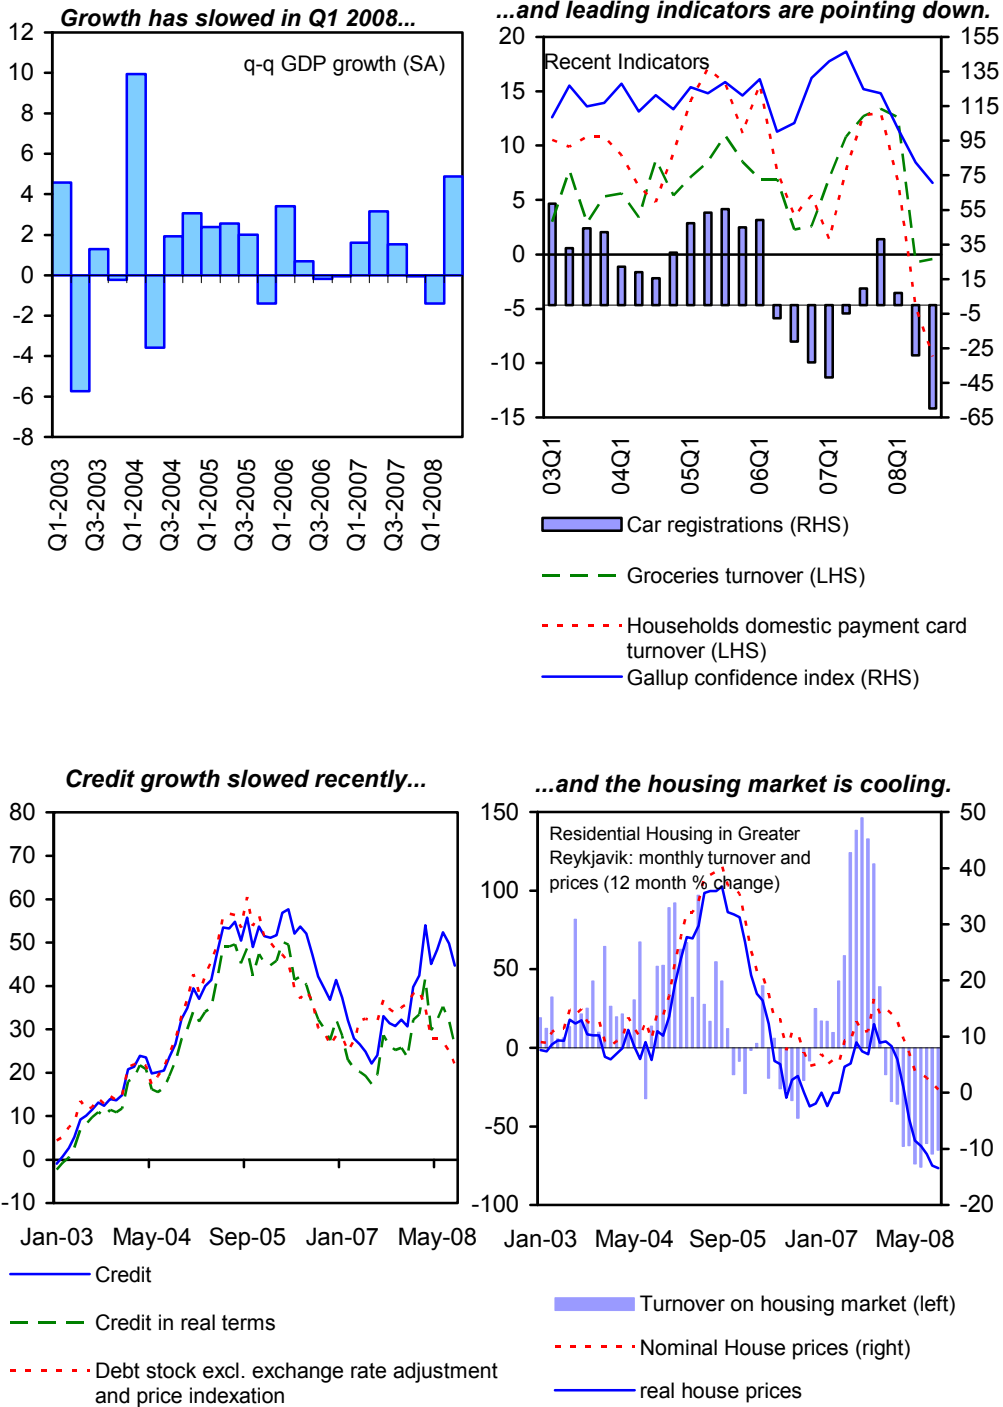 Growth has slowed in Q1 2008...
12
10
8
6
4
2
0
-2
-4
-6
-8
q-q GDP growth (SA)
Q1-2003
Q3-2003
Q1-2004
Q3-2004
Q1-2005
Q3-2005
Q1-2006
Q3-2006
Q1-2007
Q3-2007
Q1-2008
...and leading indicators are pointing down.
20
15
10
5
0
-5
-10
-15
Recent Indicators
155
135
115
95
75
55
35
15
-5
-25
-45
-65
03Q1
04Q1
05Q1
06Q1
07Q1
08Q1
Car registrations (RHS)
Groceries turnover (LHS)
Households domestic payment card
turnover (LHS)
Gallup confidence index (RHS)
Credit growth slowed recently...
80
70
60
50
40
30
20
10
0
-10
Jan-03 May-04 Sep-05 Jan-07 May-08
Credit
Credit in real terms
Debt stock excl. exchange rate adjustment
and price indexation
...and the housing market is cooling.
150
100
50
0
-50
-100
Residential Housing in Greater
Reykjavik: monthly turnover and
prices (12 month % change)
50
40
30
20
10
0
-10
-20
Jan-03 May-04 Sep-05 Jan-07 May-08
Turnover on housing market (left)
Nominal House prices (right)
real house prices